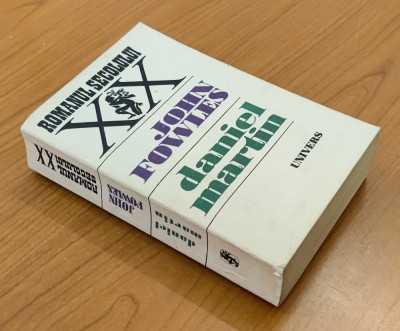 ROMANUL SECOLULUI
XX
JOHN
FOWLES
daniel
martin
UNIVERS
ROMANUL
SECOLULUI
XX
JOHN
FOWLES
daniel
martin